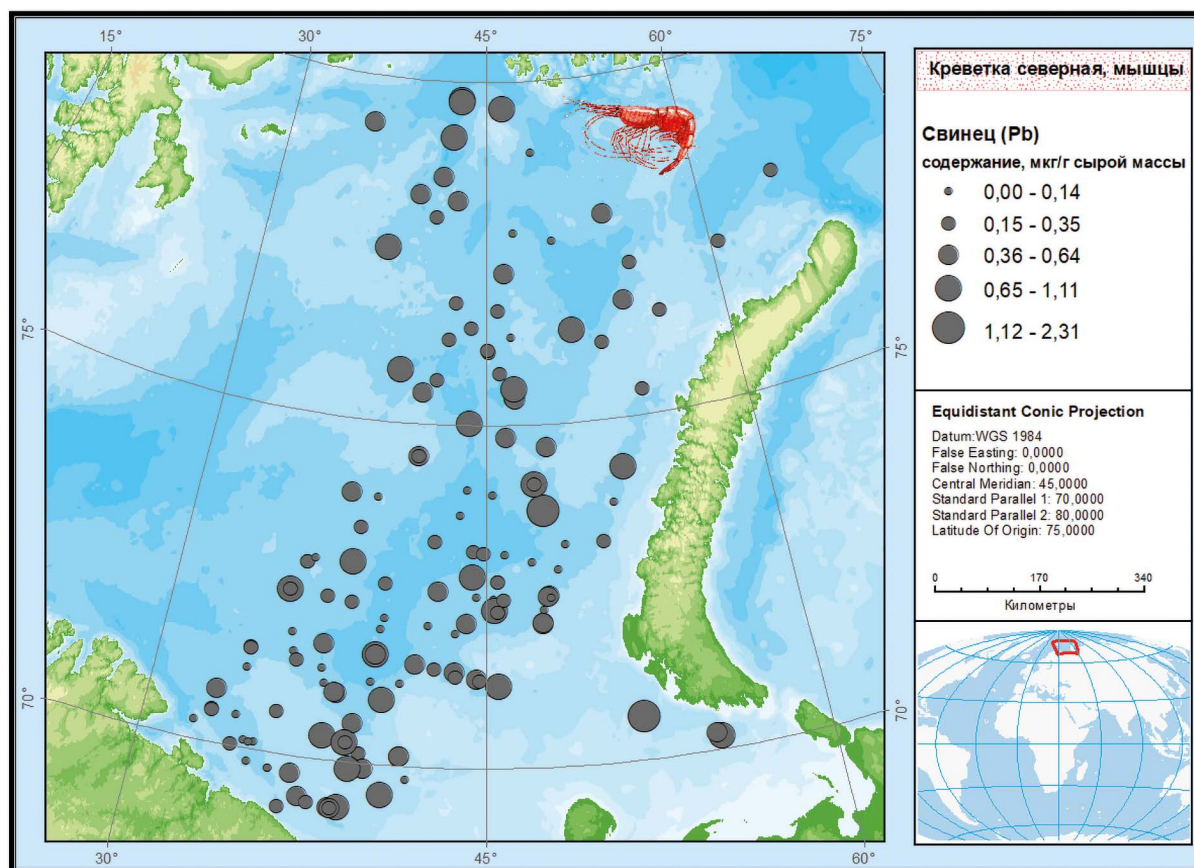 15°
30°
45°
60°
75°
75°
75°
70°
70°
30°
45°
60°
Креветка северная, мышцы
Свинец (Pb)
содержание, мкг/г сырой массы
0,00 - 0,14
0,15 - 0,35
0,36 - 0,64
0,65 - 1,11
1,12 - 2,31
Equidistant Conic Projection
Datum:WGS 1984
False Easting: 0,0000
False Northing: 0,0000
Central Meridian: 45,0000
Standard Parallel 1: 70,0000
Standard Parallel 2: 80,0000
Latitude Of Origin: 75,0000
0 170 340
Километры